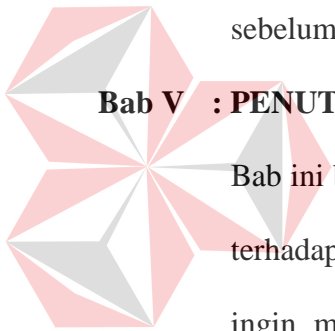 sebelum
Bab V : PENUT
Bab ini
terhadap
ingin m